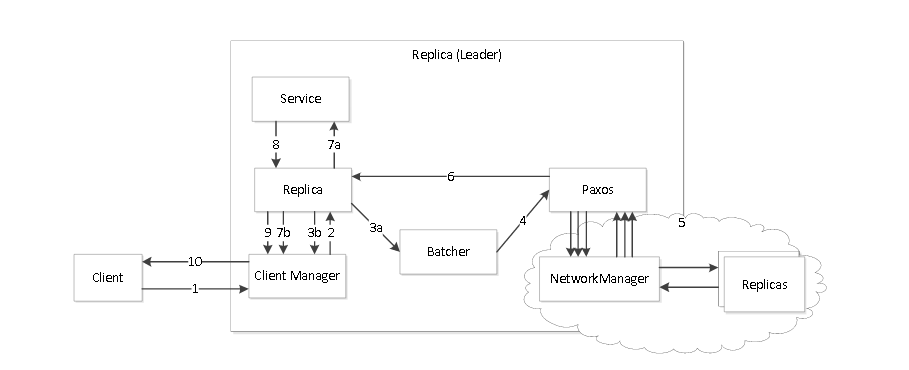 Replica (Leader)
Service
8
7a
6
Replica
Paxos
9
7b
3b
2
3a
4
5
Batcher
10
Client
1
Client Manager
NetworkManager
Replicas